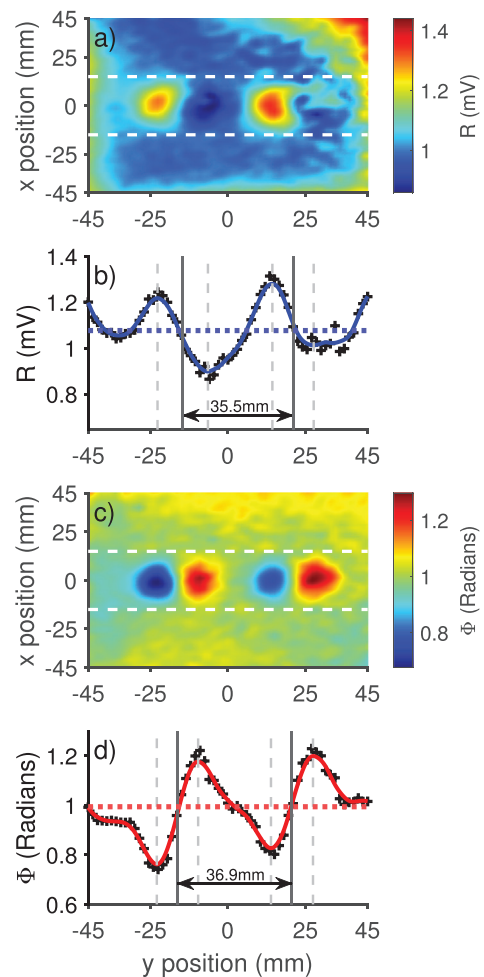 a)
x position (mm)
45
25
0
-25
-45
-45 -25 0 25 45
1.4
1.2
1
R (mV)
b)
R (mV)
1.4
1.2
1
0.8
35.5mm
-45 -25 0 25 45
c)
x position (mm)
45
25
0
-25
-45
-45 -25 0 25 45
1.2
1
0.8
Φ (Radians)
d)
Φ (Radians)
1.2
1
0.8
0.6
36.9mm
-45 -25 0 25 45
y position (mm)